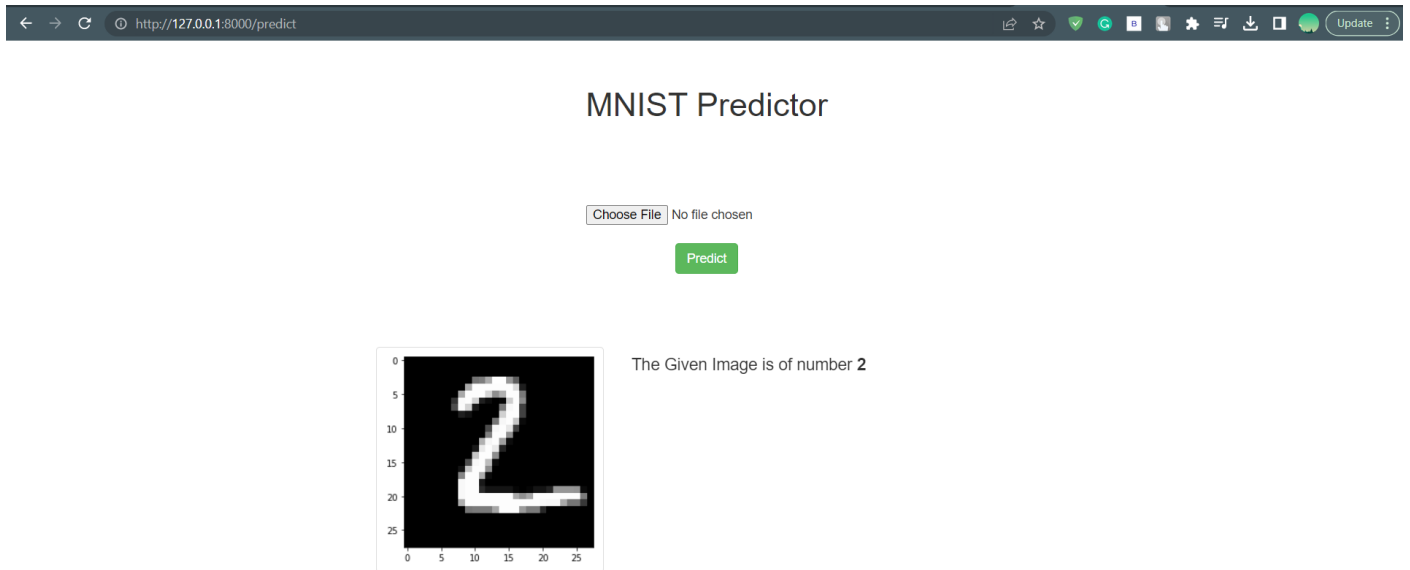 http://127.0.0.1:8000/predict
G
B
Update
MNIST Predictor
Choose File No file chosen
Predict
The Given Image is of number 2
0
5
10
15
20
25
2
0 5 10 15 20 25